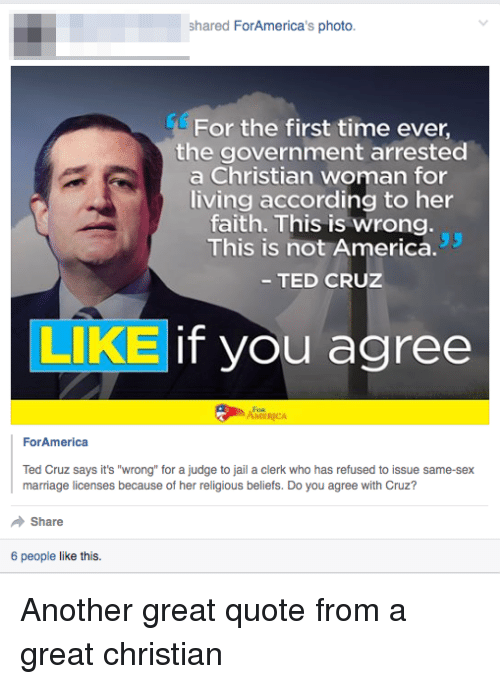 shared ForAmerica's photo.
“For the first time ever,
the government arrested
a Christian woman for
living according to her
faith. This is wrong.
This is not America.”
– TED CRUZ
LIKE if you agree
FOR
AMERICA
ForAmerica
Ted Cruz says it's "wrong" for a judge to jail a clerk who has refused to issue same-sex
marriage licenses because of her religious beliefs. Do you agree with Cruz?
Share
6 people like this.
Another great quote from a
great christian